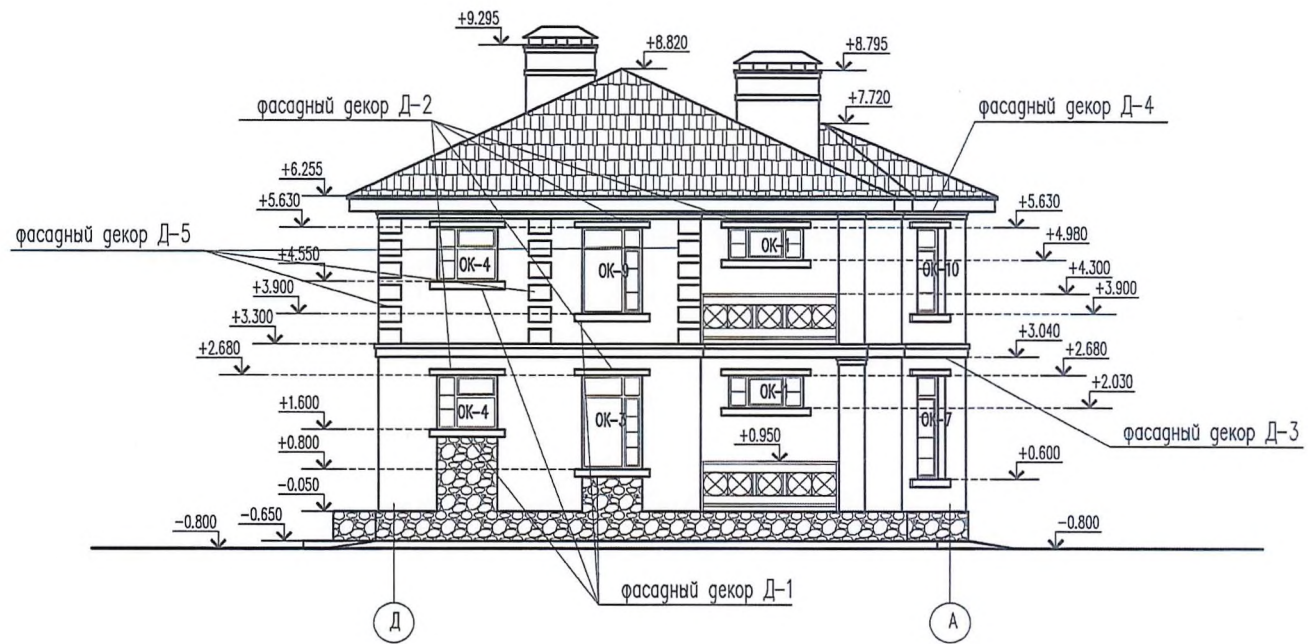 +9.295
+8.820
+8.795
фасадный декор Д-2
+7.720
фасадный декор Д-4
+6.255
+5.630
+5.630
фасадный декор Д-5
ОК-4
ОК-9
ОК-1
ОК-10
+4.980
+4.550
+4.300
+3.900
+3.900
+3.300
+3.040
+2.680
+2.680
ОК-4
ОК-3
ОК-1
ОК-7
+2.030
+1.600
фасадный декор Д-3
+0.950
+0.800
+0.600
-0.050
-0.800
-0.650
-0.800
фасадный декор Д-1
Д
А